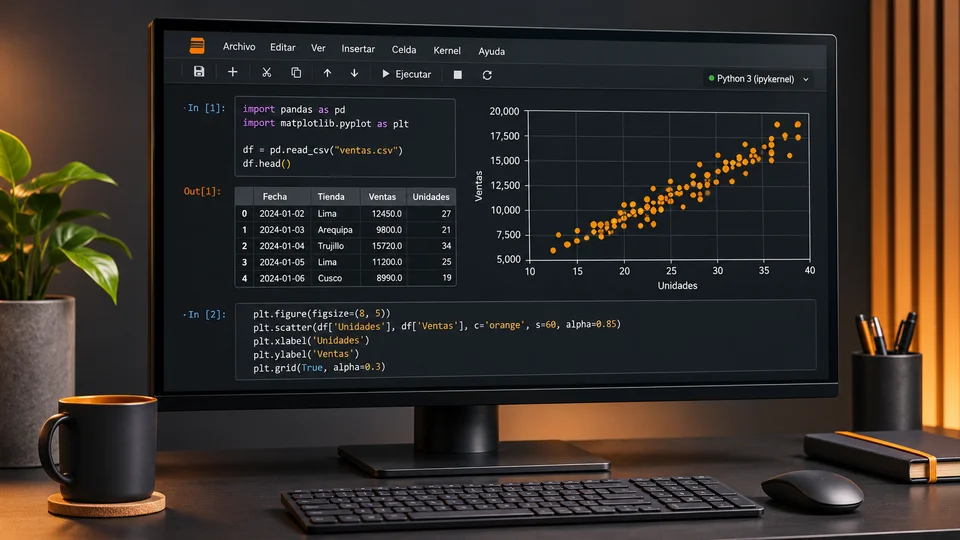 Archivo Editar Ver Insertar Celda Kernel Ayuda
Ejecutar Python 3 (ipykernel)
In [1]:
import pandas as pd
import matplotlib.pyplot as plt
df = pd.read_csv("ventas.csv")
df.head()
Out[1]:
Fecha Tienda Ventas Unidades
0 2024-01-02 Lima 12450.0 27
1 2024-01-03 Arequipa 9800.0 21
2 2024-01-04 Trujillo 15720.0 34
3 2024-01-05 Lima 11200.0 25
4 2024-01-06 Cusco 8990.0 19
Ventas
20,000
17,500
15,000
12,500
10,000
7,500
5,000
10 15 20 25 30 35 40
Unidades
In [2]:
plt.figure(figsize=(8, 5))
plt.scatter(df['Unidades'], df['Ventas'], c='orange', s=60, alpha=0.85)
plt.xlabel('Unidades')
plt.ylabel('Ventas')
plt.grid(True, alpha=0.3)